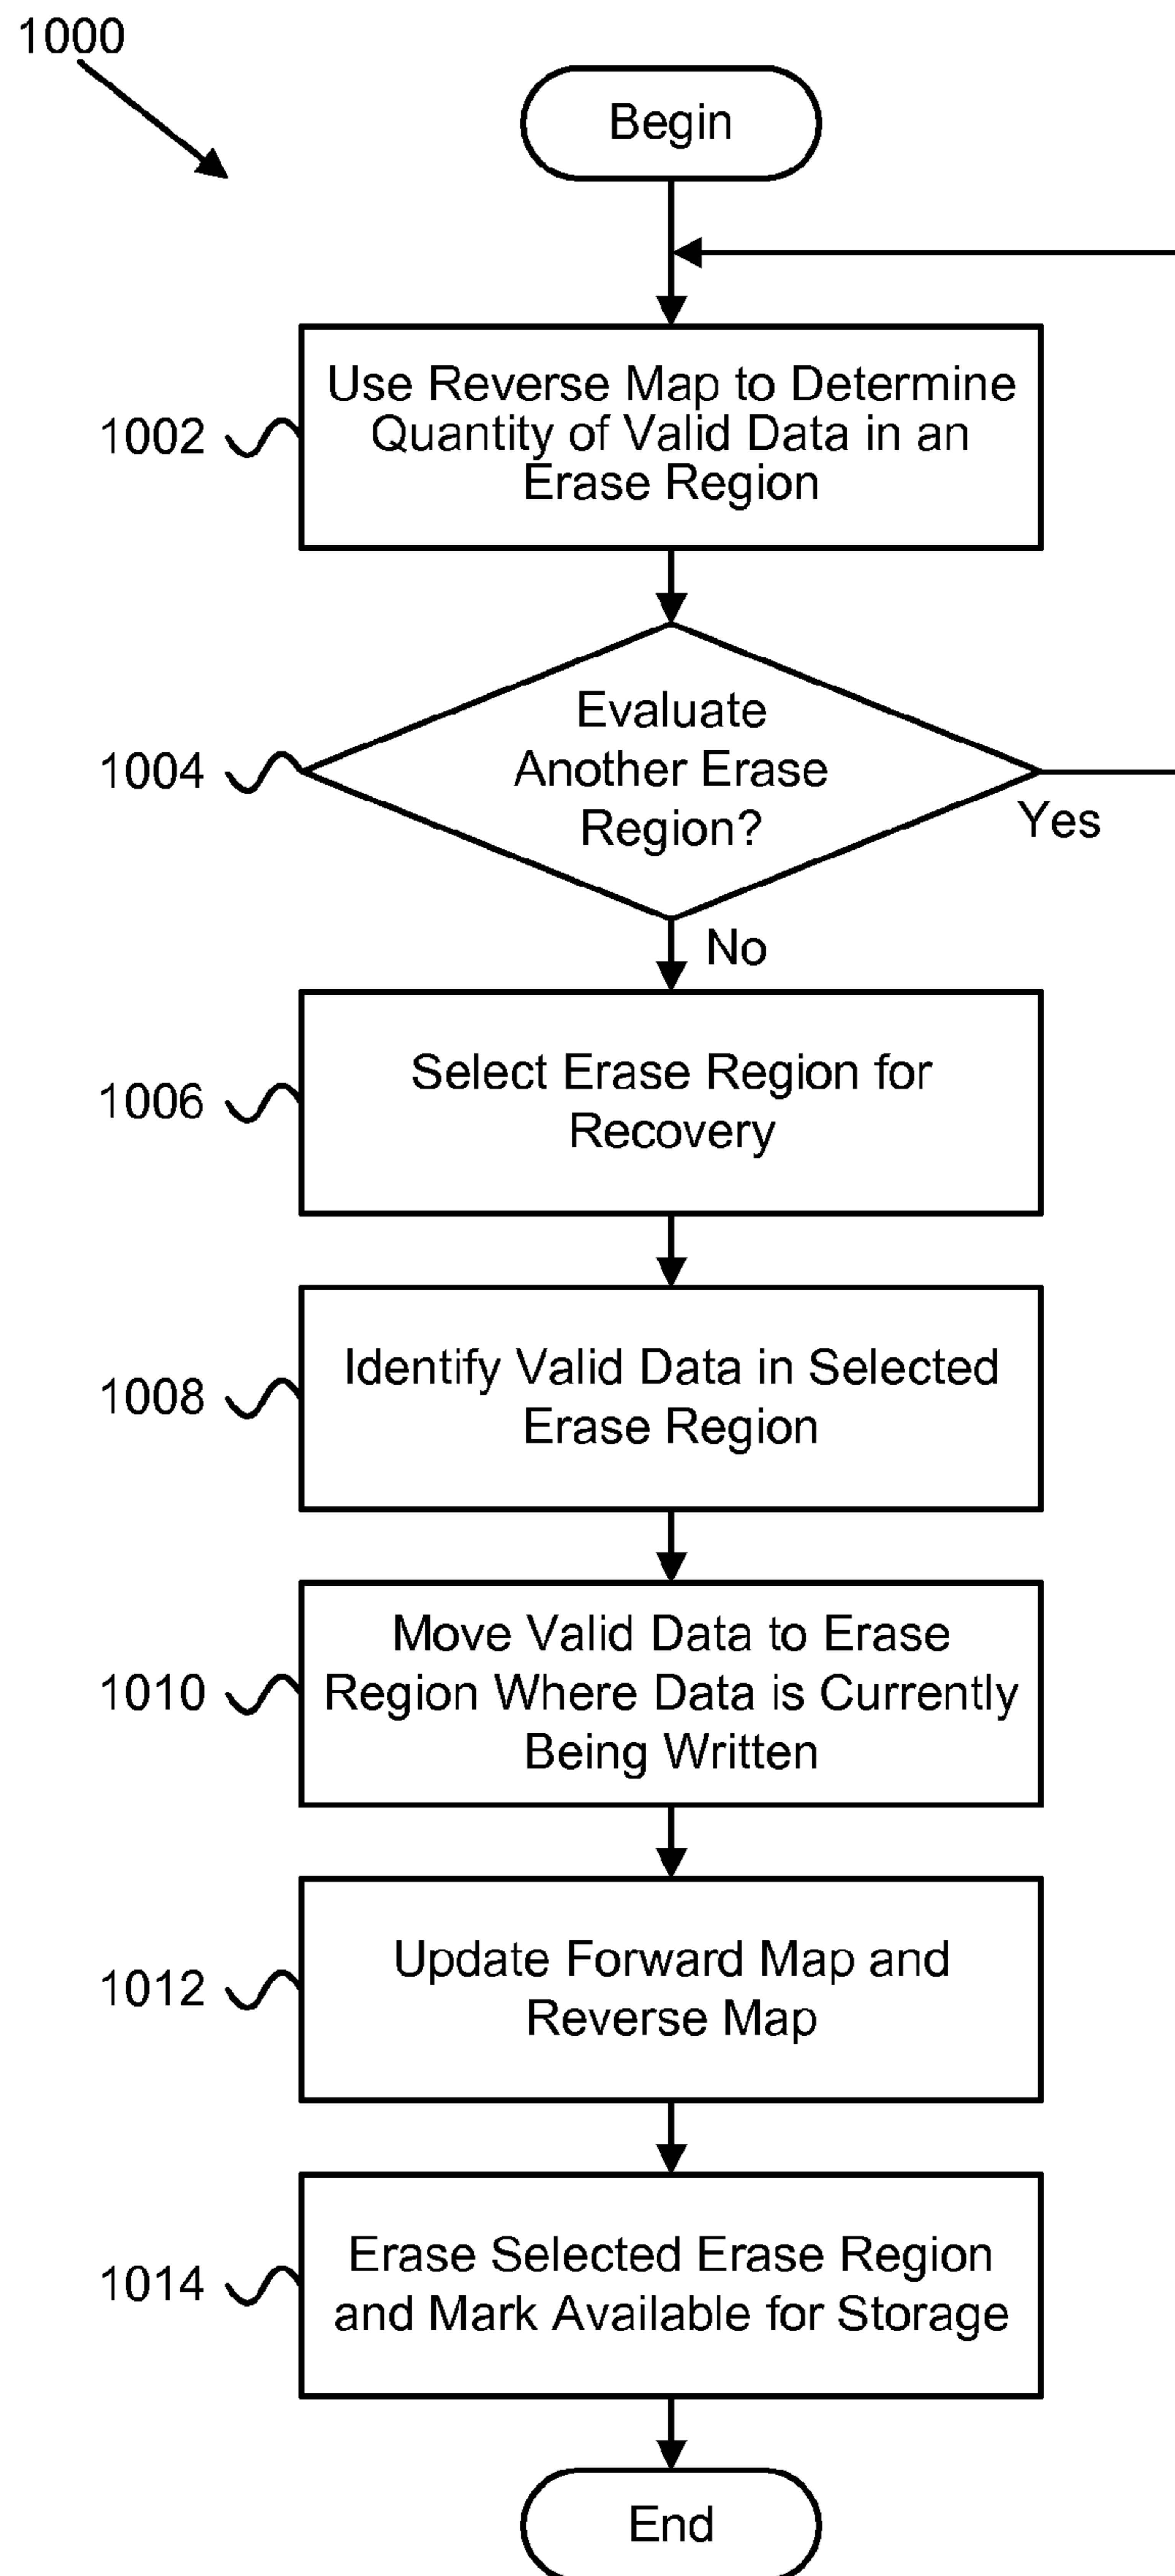 1000
Begin
Use Reverse Map to Determine
Quantity of Valid Data in an
Erase Region
1002
Evaluate
Another Erase
Region?
1004
Yes
No
Select Erase Region for
Recovery
1006
Identify Valid Data in Selected
Erase Region
1008
Move Valid Data to Erase
Region Where Data is Currently
Being Written
1010
Update Forward Map and
Reverse Map
1012
Erase Selected Erase Region
and Mark Available for Storage
1014
End